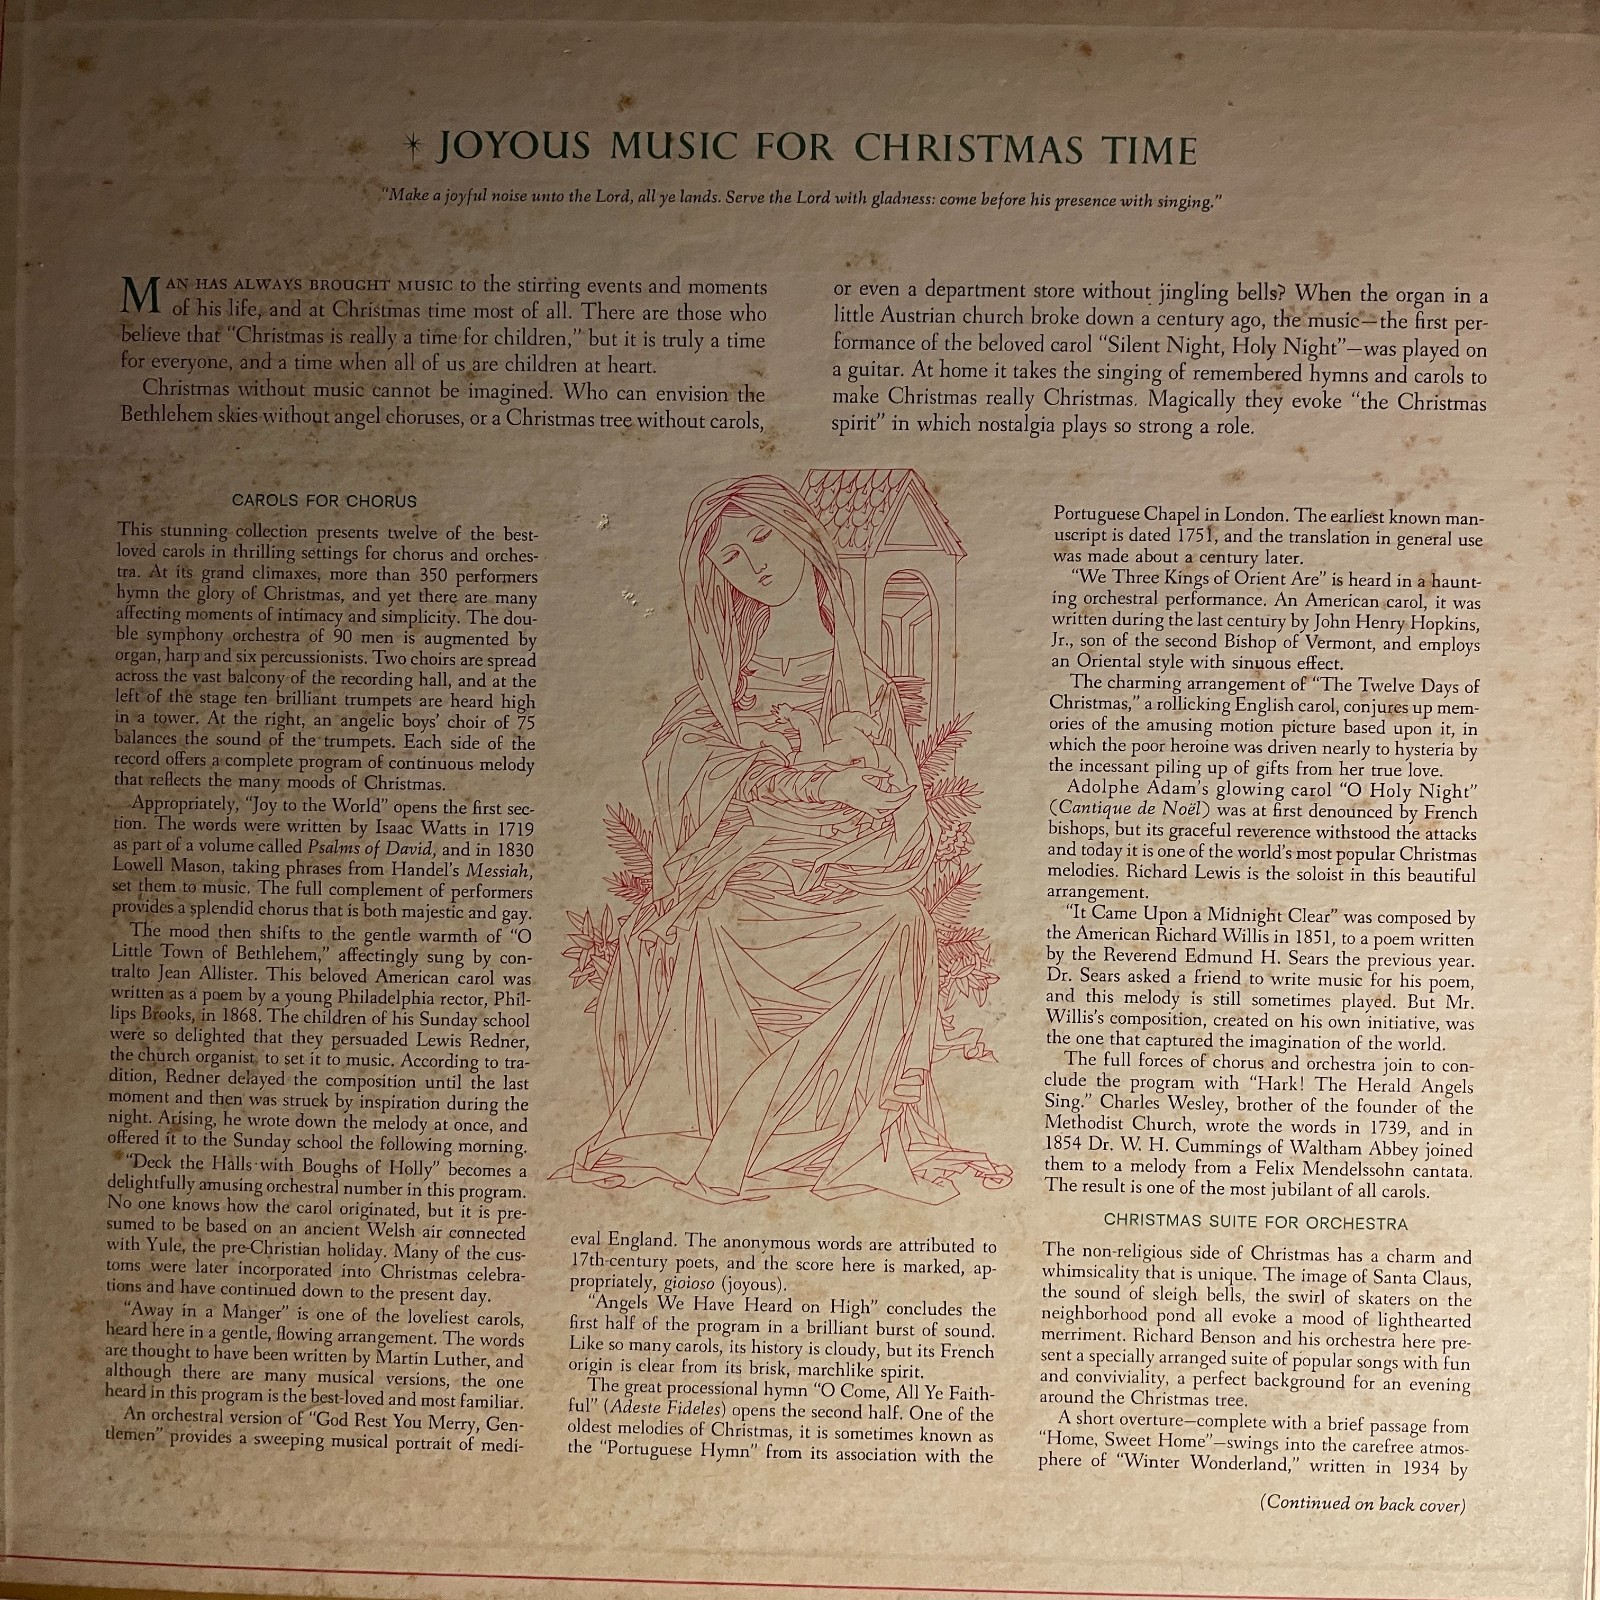 JOYOUS MUSIC FOR CHRISTMAS TIME
"Make a joyful noise unto the Lord, all ye lands. Serve the Lord with gladness: come before his presence with singing."
MAN HAS ALWAYS BROUGHT MUSIC to the stirring events and moments
of his life, and at Christmas time most of all. There are those who
believe that "Christmas is really a time for children," but it is truly a time
for everyone, and a time when all of us are children at heart.
Christmas without music cannot be imagined. Who can envision the
Bethlehem skies without angel choruses, or a Christmas tree without carols,
or even a department store without jingling bells? When the organ in a
little Austrian church broke down a century ago, the music—the first per-
formance of the beloved carol "Silent Night, Holy Night"—was played on
a guitar. At home it takes the singing of remembered hymns and carols to
make Christmas really Christmas. Magically they evoke "the Christmas
spirit" in which nostalgia plays so strong a role.
CAROLS FOR CHORUS
This stunning collection presents twelve of the best-
loved carols in thrilling settings for chorus and orches-
tra. At its grand climaxes, more than 350 performers
hymn the glory of Christmas, and yet there are many
affecting moments of intimacy and simplicity. The dou-
ble symphony orchestra of 90 men is augmented by
organ, harp and six percussionists. Two choirs are spread
across the vast balcony of the recording hall, and at the
left of the stage ten brilliant trumpets are heard high
in a tower. At the right, an angelic boys' choir of 75
balances the sound of the trumpets. Each side of the
record offers a complete program of continuous melody
that reflects the many moods of Christmas.
Appropriately, "Joy to the World" opens the first sec-
tion. The words were written by Isaac Watts in 1719
as part of a volume called Psalms of David, and in 1830
Lowell Mason, taking phrases from Handel's Messiah,
set them to music. The full complement of performers
provides a splendid chorus that is both majestic and gay.
The mood then shifts to the gentle warmth of "O
Little Town of Bethlehem," affectingly sung by con-
tralto Jean Allister. This beloved American carol was
written as a poem by a young Philadelphia rector, Phil-
lips Brooks, in 1868. The children of his Sunday school
were so delighted that they persuaded Lewis Redner,
the church organist, to set it to music. According to tra-
dition, Redner delayed the composition until the last
moment and then was struck by inspiration during the
night. Arising, he wrote down the melody at once, and
offered it to the Sunday school the following morning.
"Deck the Halls with Boughs of Holly" becomes a
delightfully amusing orchestral number in this program.
No one knows how the carol originated, but it is pre-
sumed to be based on an ancient Welsh air connected
with Yule, the pre-Christian holiday. Many of the cus-
toms were later incorporated into Christmas celebra-
tions and have continued down to the present day.
"Away in a Manger" is one of the loveliest carols,
heard here in a gentle, flowing arrangement. The words
are thought to have been written by Martin Luther, and
although there are many musical versions, the one
heard in this program is the best-loved and most familiar.
An orchestral version of "God Rest You Merry, Gen-
tlemen" provides a sweeping musical portrait of medi-
eval England. The anonymous words are attributed to
17th-century poets, and the score here is marked, ap-
propriately, gioioso (joyous).
"Angels We Have Heard on High" concludes the
first half of the program in a brilliant burst of sound.
Like so many carols, its history is cloudy, but its French
origin is clear from its brisk, marchlike spirit.
The great processional hymn "O Come, All Ye Faith-
ful" (Adeste Fideles) opens the second half. One of the
oldest melodies of Christmas, it is sometimes known as
the "Portuguese Hymn" from its association with the
Portuguese Chapel in London. The earliest known man-
uscript is dated 1751, and the translation in general use
was made about a century later.
"We Three Kings of Orient Are" is heard in a haunt-
ing orchestral performance. An American carol, it was
written during the last century by John Henry Hopkins,
Jr., son of the second Bishop of Vermont, and employs
an Oriental style with sinuous effect.
The charming arrangement of "The Twelve Days of
Christmas," a rollicking English carol, conjures up mem-
ories of the amusing motion picture based upon it, in
which the poor heroine was driven nearly to hysteria by
the incessant piling up of gifts from her true love.
Adolphe Adam's glowing carol "O Holy Night"
(Cantique de Noël) was at first denounced by French
bishops, but its graceful reverence withstood the attacks
and today it is one of the world's most popular Christmas
melodies. Richard Lewis is the soloist in this beautiful
arrangement.
"It Came Upon a Midnight Clear" was composed by
the American Richard Willis in 1851, to a poem written
by the Reverend Edmund H. Sears the previous year.
Dr. Sears asked a friend to write music for his poem,
and this melody is still sometimes played. But Mr.
Willis's composition, created on his own initiative, was
the one that captured the imagination of the world.
The full forces of chorus and orchestra join to con-
clude the program with "Hark! The Herald Angels
Sing." Charles Wesley, brother of the founder of the
Methodist Church, wrote the words in 1739, and in
1854 Dr. W. H. Cummings of Waltham Abbey joined
them to a melody from a Felix Mendelssohn cantata.
The result is one of the most jubilant of all carols.
CHRISTMAS SUITE FOR ORCHESTRA
The non-religious side of Christmas has a charm and
whimsicality that is unique. The image of Santa Claus,
the sound of sleigh bells, the swirl of skaters on the
neighborhood pond all evoke a mood of lighthearted
merriment. Richard Benson and his orchestra here pre-
sent a specially arranged suite of popular songs with fun
and conviviality, a perfect background for an evening
around the Christmas tree.
A short overture—complete with a brief passage from
"Home, Sweet Home"—swings into the carefree atmos-
phere of "Winter Wonderland," written in 1934 by
(Continued on back cover)